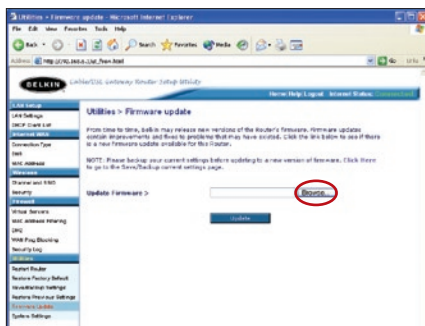 Utilities > Firmware update - Microsoft Internet Explorer
File Edit View Favorites Tools Help
Back Search Favorites Media
Address Go Links
BELKIN Cable/DSL Gateway Router Setup Utility
Home|Help|Logout Internet Status: Connected
LAN Setup
LAN Settings
DHCP Client List
Internet WAN
Connection Type
DNS
MAC Address
Wireless
Channel and SSID
Security
Firewall
Virtual Servers
MAC Address Filtering
DMZ
WAN Ping Blocking
Security Log
Utilities
Restart Router
Restore Factory Default
Save/Backup Settings
Restore Previous Settings
Firmware Update
System Settings
Utilities > Firmware update
From time to time, Belkin may release new versions of the Router's firmware. Firmware updates
contain improvements and fixes to problems that may have existed. Click the link below to see if there
is a new firmware update available for this Router.
NOTE: Please backup your current settings before updating to a new version of firmware. Click Here
to go to the Save/Backup current settings page.
Update Firmware > Browse...
Update